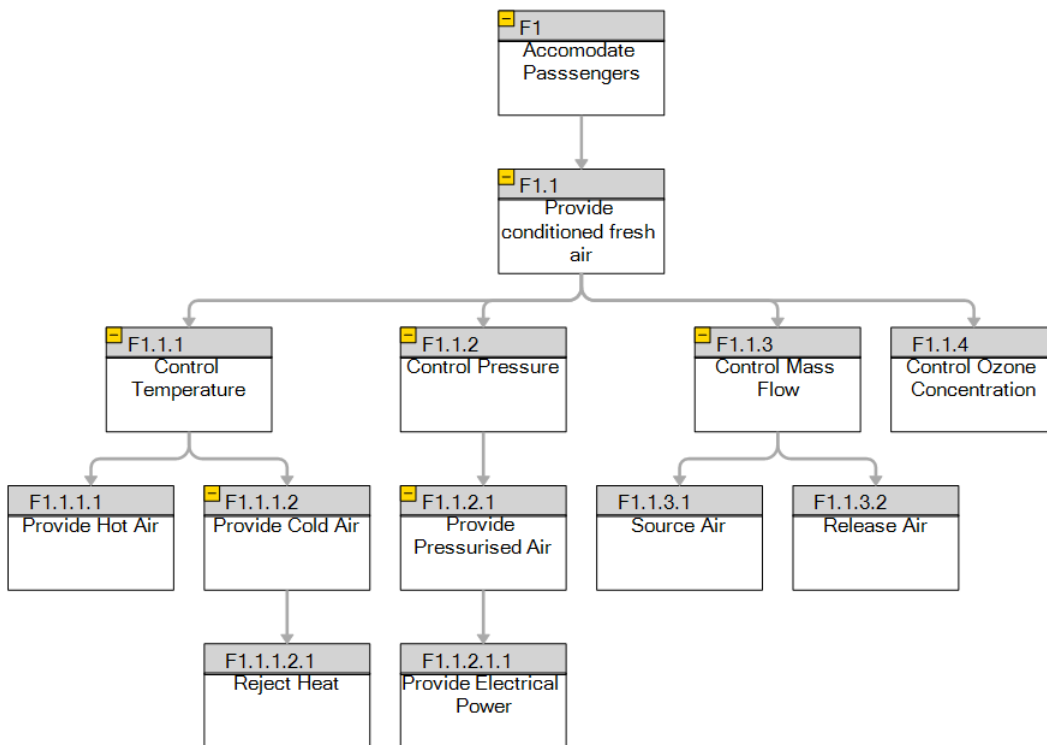 F1
Accomodate
Passsengers
F1.1
Provide
conditioned fresh
air
F1.1.1
Control
Temperature
F1.1.2
Control Pressure
F1.1.3
Control Mass
Flow
F1.1.4
Control Ozone
Concentration
F1.1.1.1
Provide Hot Air
F1.1.1.2
Provide Cold Air
F1.1.2.1
Provide
Pressurised Air
F1.1.3.1
Source Air
F1.1.3.2
Release Air
F1.1.1.2.1
Reject Heat
F1.1.2.1.1
Provide Electrical
Power